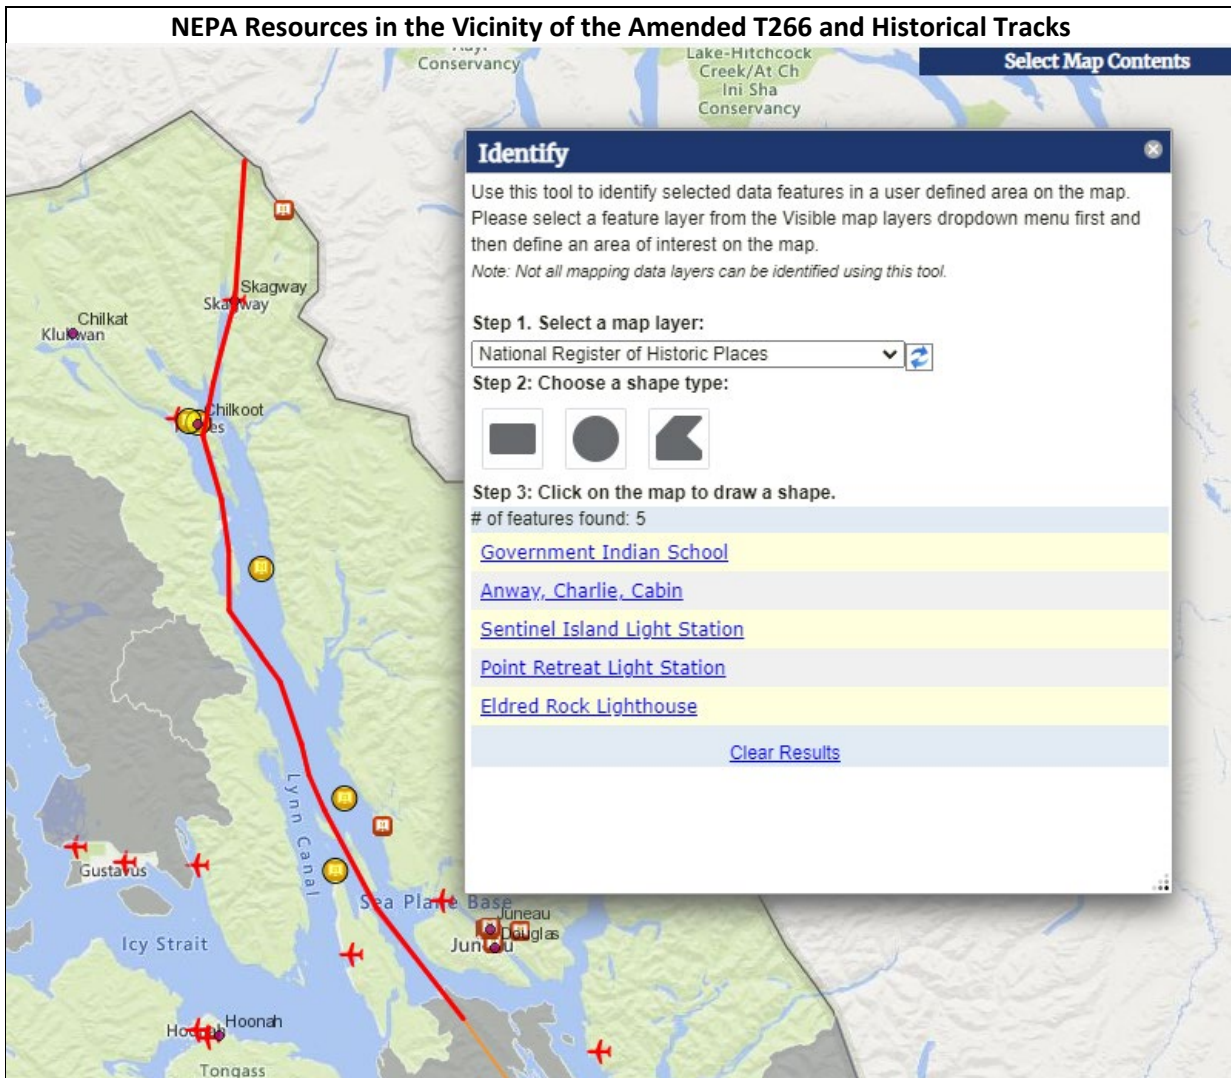 NEPA Resources in the Vicinity of the Amended T266 and Historical Tracks
Conservancy
Lake-Hitchcock
Creek/At Ch
Ini Sha
Conservancy
Select Map Contents
Identify
Use this tool to identify selected data features in a user defined area on the map.
Please select a feature layer from the Visible map layers dropdown menu first and
then define an area of interest on the map.
Note: Not all mapping data layers can be identified using this tool.
Step 1. Select a map layer:
National Register of Historic Places
Step 2: Choose a shape type:
Step 3: Click on the map to draw a shape.
# of features found: 5
Government Indian School
Anway, Charlie, Cabin
Sentinel Island Light Station
Point Retreat Light Station
Eldred Rock Lighthouse
Clear Results
Skagway
Skagway
Chilkat
Klukwan
Chilkoot
Lynn Canal
Gustavus
Sea Plane Base
Juneau
Douglas
Juneau
Icy Strait
Hoonah
Hoonah
Tongass